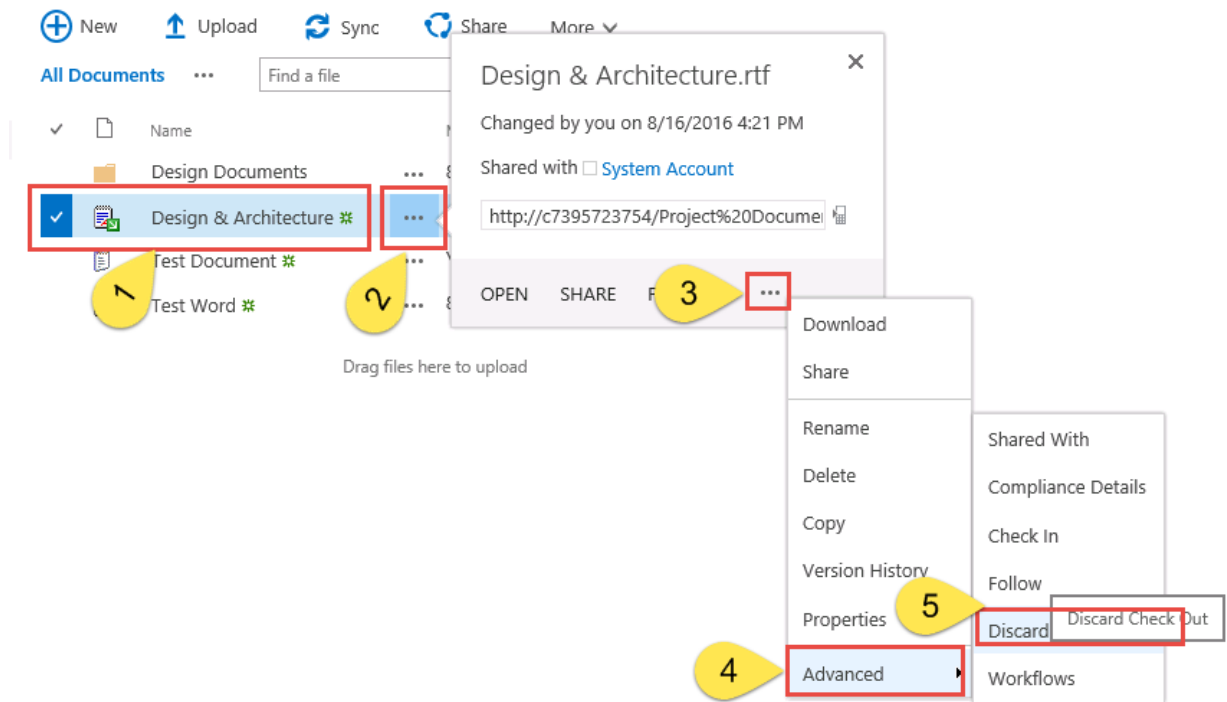 New Upload Sync Share More
All Documents ... Find a file
Name
Design Documents ...
Design & Architecture ...
Test Document ...
Test Word ...
Drag files here to upload
Design & Architecture.rtf
Changed by you on 8/16/2016 4:21 PM
Shared with System Account
http://c7395723754/Project%20Docume
OPEN SHARE F ...
1
2
3
Download
Share
Rename
Delete
Copy
Version History
Properties
4 Advanced
Shared With
Compliance Details
Check In
Follow
5
Discard Discard Check Out
Workflows